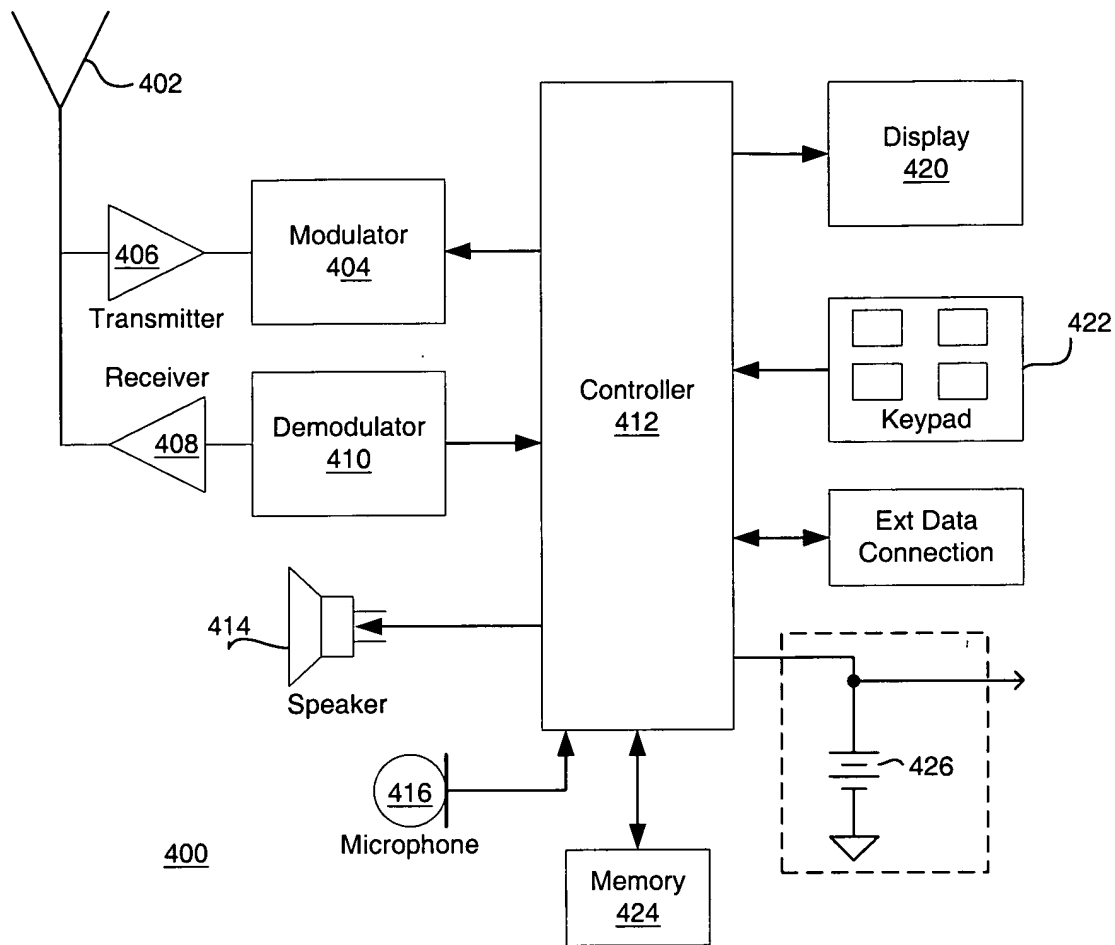 402
Display
420
Modulator
404
406
Transmitter
Receiver
408
Demodulator
410
Controller
412
422
Keypad
Ext Data
Connection
414
Speaker
426
416
Microphone
400
Memory
424